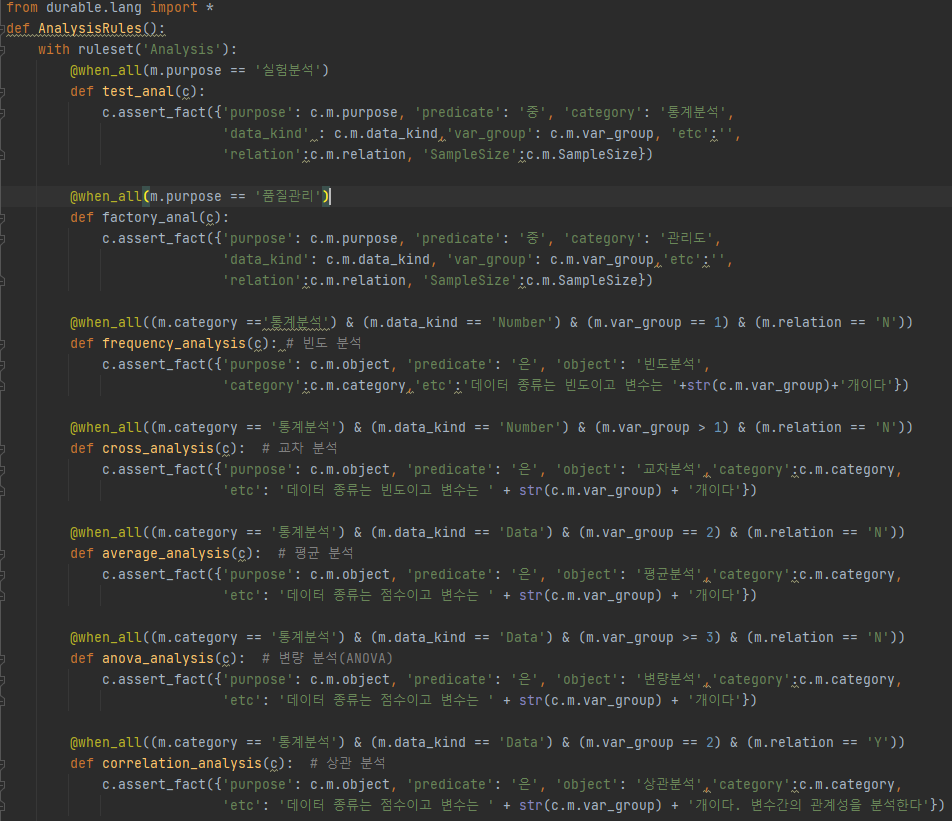 from durable.lang import *
def AnalysisRules():
    with ruleset('Analysis'):
        @when_all(m.purpose == '실험분석')
        def test_anal(c):
            c.assert_fact({'purpose': c.m.purpose, 'predicate': '중', 'category': '통계분석',
                           'data_kind' : c.m.data_kind,'var_group': c.m.var_group, 'etc':'',
                           'relation':c.m.relation, 'SampleSize':c.m.SampleSize})

        @when_all(m.purpose == '품질관리')
        def factory_anal(c):
            c.assert_fact({'purpose': c.m.purpose, 'predicate': '중', 'category': '관리도',
                           'data_kind': c.m.data_kind, 'var_group': c.m.var_group,'etc':'',
                           'relation':c.m.relation, 'SampleSize':c.m.SampleSize})

        @when_all((m.category =='통계분석') & (m.data_kind == 'Number') & (m.var_group == 1) & (m.relation == 'N'))
        def frequency_analysis(c): # 빈도 분석
            c.assert_fact({'purpose': c.m.object, 'predicate': '은', 'object': '빈도분석',
                           'category':c.m.category,'etc':'데이터 종류는 빈도이고 변수는 '+str(c.m.var_group)+'개이다'})

        @when_all((m.category == '통계분석') & (m.data_kind == 'Number') & (m.var_group > 1) & (m.relation == 'N'))
        def cross_analysis(c):  # 교차 분석
            c.assert_fact({'purpose': c.m.object, 'predicate': '은', 'object': '교차분석','category':c.m.category,
                           'etc': '데이터 종류는 빈도이고 변수는 ' + str(c.m.var_group) + '개이다'})

        @when_all((m.category == '통계분석') & (m.data_kind == 'Data') & (m.var_group == 2) & (m.relation == 'N'))
        def average_analysis(c):  # 평균 분석
            c.assert_fact({'purpose': c.m.object, 'predicate': '은', 'object': '평균분석','category':c.m.category,
                           'etc': '데이터 종류는 점수이고 변수는 ' + str(c.m.var_group) + '개이다'})

        @when_all((m.category == '통계분석') & (m.data_kind == 'Data') & (m.var_group >= 3) & (m.relation == 'N'))
        def anova_analysis(c):  # 변량 분석(ANOVA)
            c.assert_fact({'purpose': c.m.object, 'predicate': '은', 'object': '변량분석','category':c.m.category,
                           'etc': '데이터 종류는 점수이고 변수는 ' + str(c.m.var_group) + '개이다'})

        @when_all((m.category == '통계분석') & (m.data_kind == 'Data') & (m.var_group == 2) & (m.relation == 'Y'))
        def correlation_analysis(c):  # 상관 분석
            c.assert_fact({'purpose': c.m.object, 'predicate': '은', 'object': '상관분석','category':c.m.category,
                           'etc': '데이터 종류는 점수이고 변수는 ' + str(c.m.var_group) + '개이다. 변수간의 관계성을 분석한다'})